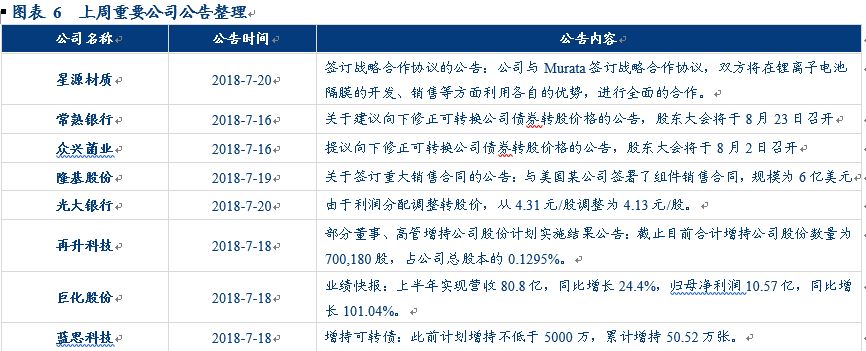 图表 6 上周重要公司公告整理
公司名称 公告时间 公告内容
星源材质 2018-7-20 签订战略合作协议的公告：公司与 Murata 签订战略合作协议，双方将在锂离子电池
隔膜的开发、销售等方面利用各自的优势，进行全面的合作。
常熟银行 2018-7-16 关于建议向下修正可转换公司债券转股价格的公告，股东大会将于 8 月 23 日召开
众兴菌业 2018-7-16 提议向下修正可转换公司债券转股价格的公告，股东大会将于 8 月 2 日召开
隆基股份 2018-7-19 关于签订重大销售合同的公告：与美国某公司签署了组件销售合同，规模为 6 亿美元
光大银行 2018-7-20 由于利润分配调整转股价，从 4.31 元/股调整为 4.13 元/股。
再升科技 2018-7-18 部分董事、高管增持公司股份计划实施结果公告：截止目前合计增持公司股份数量为
700,180 股，占公司总股本的 0.1295%。
巨化股份 2018-7-18 业绩快报：上半年实现营收 80.8 亿，同比增长 24.4%，归母净利润 10.57 亿，同比增
长 101.04%。
蓝思科技 2018-7-18 增持可转债：此前计划增持不低于 5000 万，累计增持 50.52 万张。